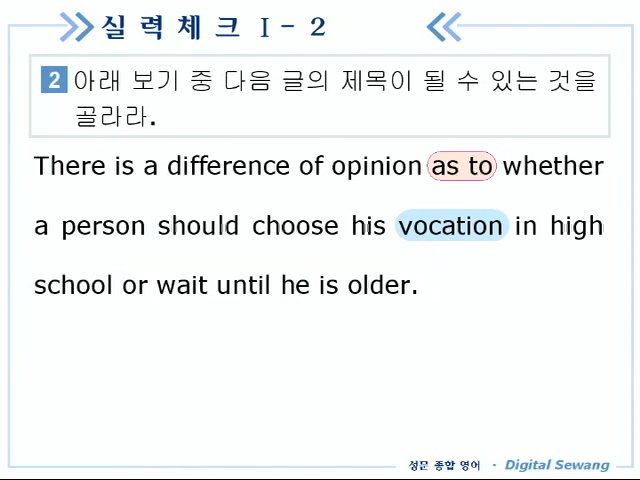 실력체크 I - 2
2 아래 보기 중 다음 글의 제목이 될 수 있는 것을
골라라.
There is a difference of opinion as to whether
a person should choose his vocation in high
school or wait until he is older.
성문 종합 영어 · Digital Sewang